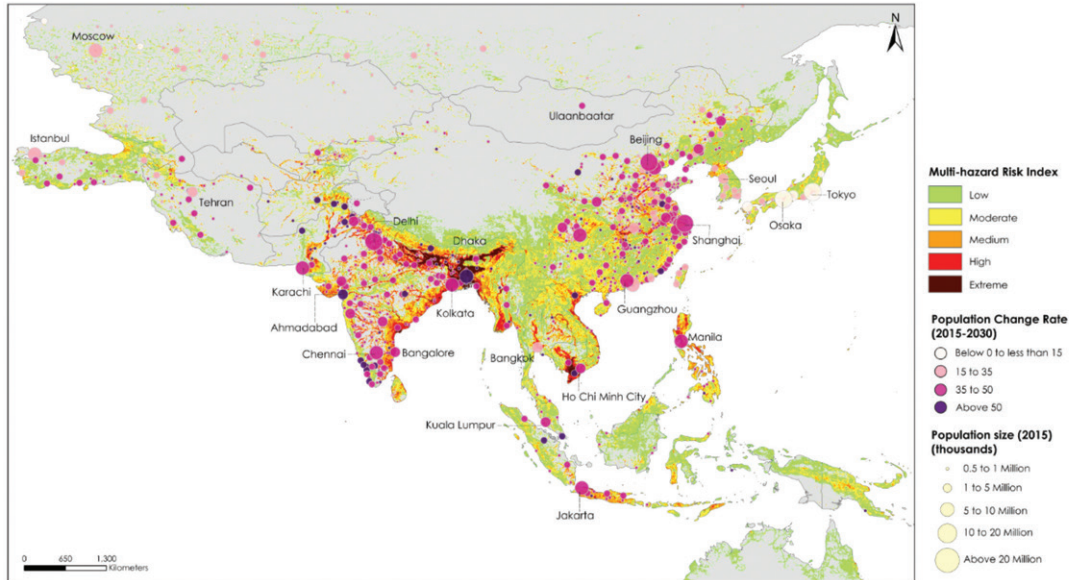 N
Moscow
Istanbul
Tehran
Ulaanbaatar
Beijing
Seoul
Tokyo
Osaka
Shanghai
Delhi
Dhaka
Karachi
Ahmadabad
Kolkata
Guangzhou
Chennai
Bangalore
Bangkok
Manila
Ho Chi Minh City
Kuala Lumpur
Jakarta
0 650 1,300
Kilometers
Multi-hazard Risk Index
Low
Moderate
Medium
High
Extreme
Population Change Rate
(2015-2030)
Below 0 to less than 15
15 to 35
35 to 50
Above 50
Population size (2015)
(thousands)
0.5 to 1 Million
1 to 5 Million
5 to 10 Million
10 to 20 Million
Above 20 Million